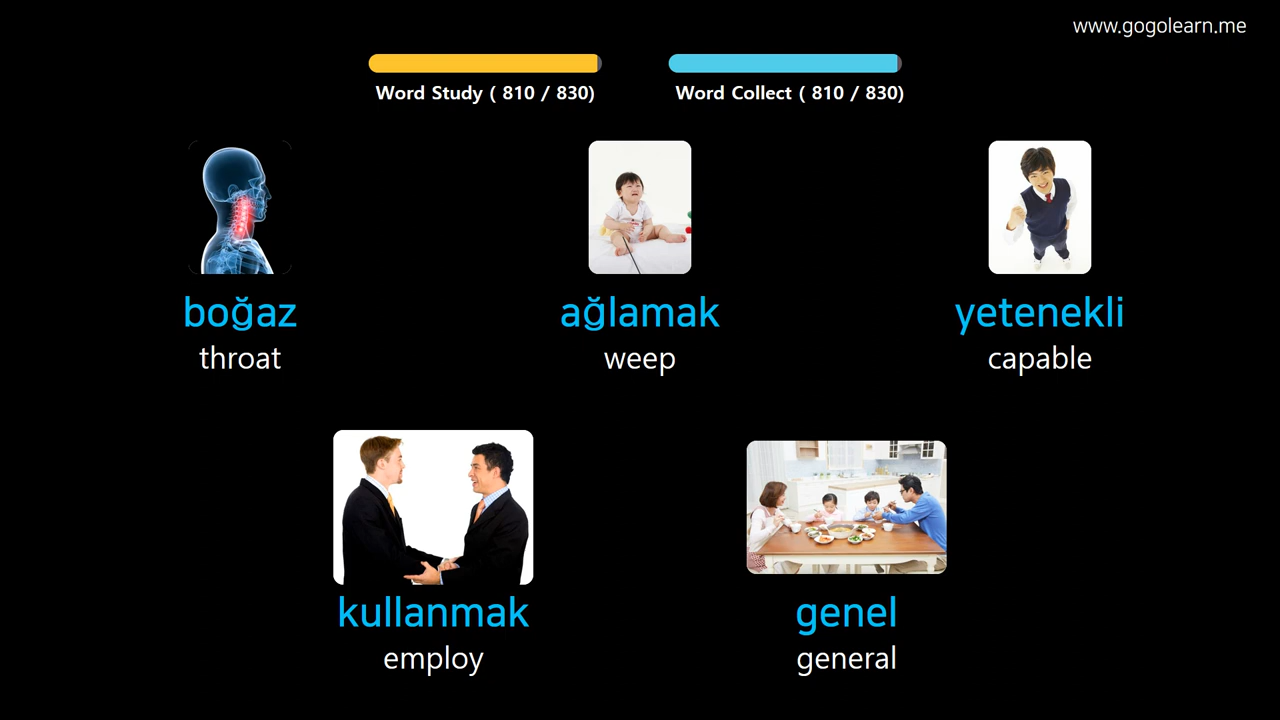 www.gogolearn.me
Word Study ( 810 / 830)
Word Collect ( 810 / 830)
boğaz
throat
ağlamak
weep
yetenekli
capable
kullanmak
employ
genel
general